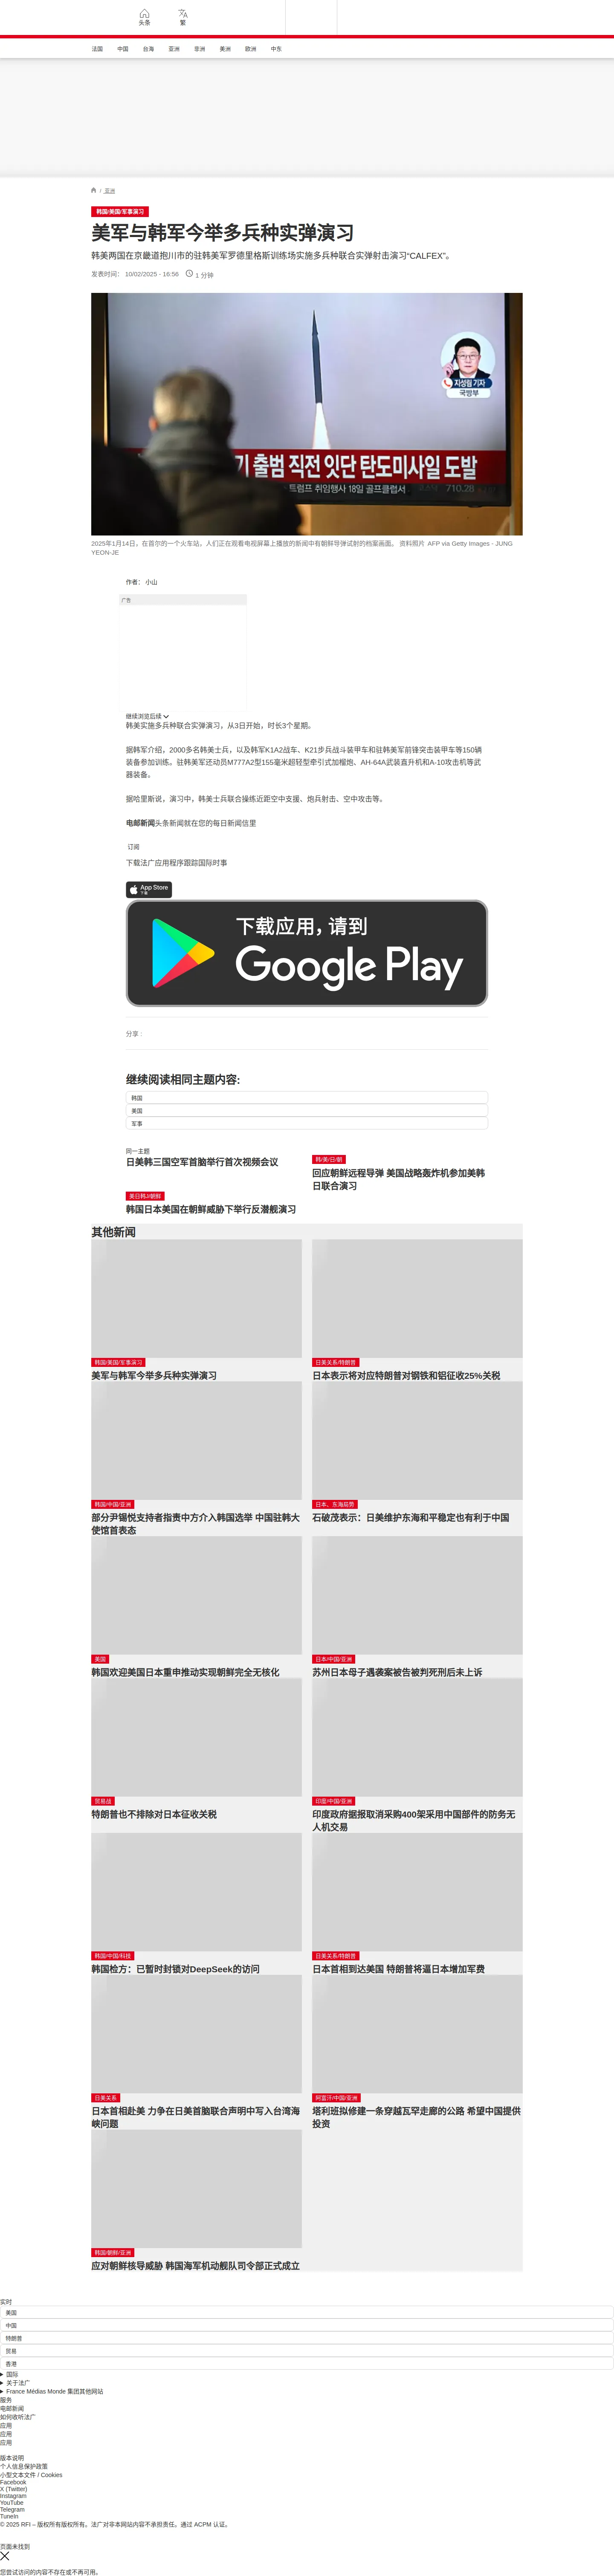 头条
繁
法国
中国
台海
亚洲
非洲
美洲
欧洲
中东
/ 亚洲
韩国/美国/军事演习
美军与韩军今举多兵种实弹演习
韩美两国在京畿道抱川市的驻韩美军罗德里格斯训练场实施多兵种联合实弹射击演习“CALFEX”。
发表时间： 10/02/2025 - 16:56
1 分钟
지성림 기자
국방부
기 출범 직전 잇단 탄도미사일 도발
트럼프 취임행사 18일 골프클럽서
710.28
2025年1月14日，在首尔的一个火车站，人们正在观看电视屏幕上播放的新闻中有朝鲜导弹试射的档案画面。 资料照片 AFP via Getty Images - JUNG
YEON-JE
作者： 小山
广告
继续浏览后续
韩美实施多兵种联合实弹演习，从3日开始，时长3个星期。
据韩军介绍，2000多名韩美士兵，以及韩军K1A2战车、K21步兵战斗装甲车和驻韩美军前锋突击装甲车等150辆
装备参加训练。驻韩美军还动员M777A2型155毫米超轻型牵引式加榴炮、AH-64A武装直升机和A-10攻击机等武
器装备。
据哈里斯说，演习中，韩美士兵联合操练近距空中支援、炮兵射击、空中攻击等。
电邮新闻头条新闻就在您的每日新闻信里
订阅
下载法广应用程序跟踪国际时事
App Store
下载
下载应用，请到
Google Play
分享 :
继续阅读相同主题内容:
韩国
美国
军事
同一主题
日美韩三国空军首脑举行首次视频会议
韩/美/日/朝
回应朝鲜远程导弹 美国战略轰炸机参加美韩
日联合演习
美日韩J/朝鲜
韩国日本美国在朝鲜威胁下举行反潜舰演习
其他新闻
韩国/美国/军事演习
美军与韩军今举多兵种实弹演习
日美关系/特朗普
日本表示将对应特朗普对钢铁和铝征收25%关税
韩国/中国/亚洲
部分尹锡悦支持者指责中方介入韩国选举 中国驻韩大
使馆首表态
日本、东海局势
石破茂表示：日美维护东海和平稳定也有利于中国
美国
韩国欢迎美国日本重申推动实现朝鲜完全无核化
日本/中国/亚洲
苏州日本母子遇袭案被告被判死刑后未上诉
贸易战
特朗普也不排除对日本征收关税
印度/中国/亚洲
印度政府据报取消采购400架采用中国部件的防务无
人机交易
韩国/中国/科技
韩国检方：已暂时封锁对DeepSeek的访问
日美关系/特朗普
日本首相到达美国 特朗普将逼日本增加军费
日美关系
日本首相赴美 力争在日美首脑联合声明中写入台湾海
峡问题
阿富汗/中国/亚洲
塔利班拟修建一条穿越瓦罕走廊的公路 希望中国提供
投资
韩国/朝鲜/亚洲
应对朝鲜核导威胁 韩国海军机动舰队司令部正式成立
实时
美国
中国
特朗普
贸易
香港
国际
关于法广
France Médias Monde 集团其他网站
服务
电邮新闻
如何收听法广
应用
应用
应用
版本说明
个人信息保护政策
小型文本文件 / Cookies
Facebook
X (Twitter)
Instagram
YouTube
Telegram
TuneIn
© 2025 RFI – 版权所有版权所有。法广对非本网站内容不承担责任。通过 ACPM 认证。
页面未找到
您尝试访问的内容不存在或不再可用。